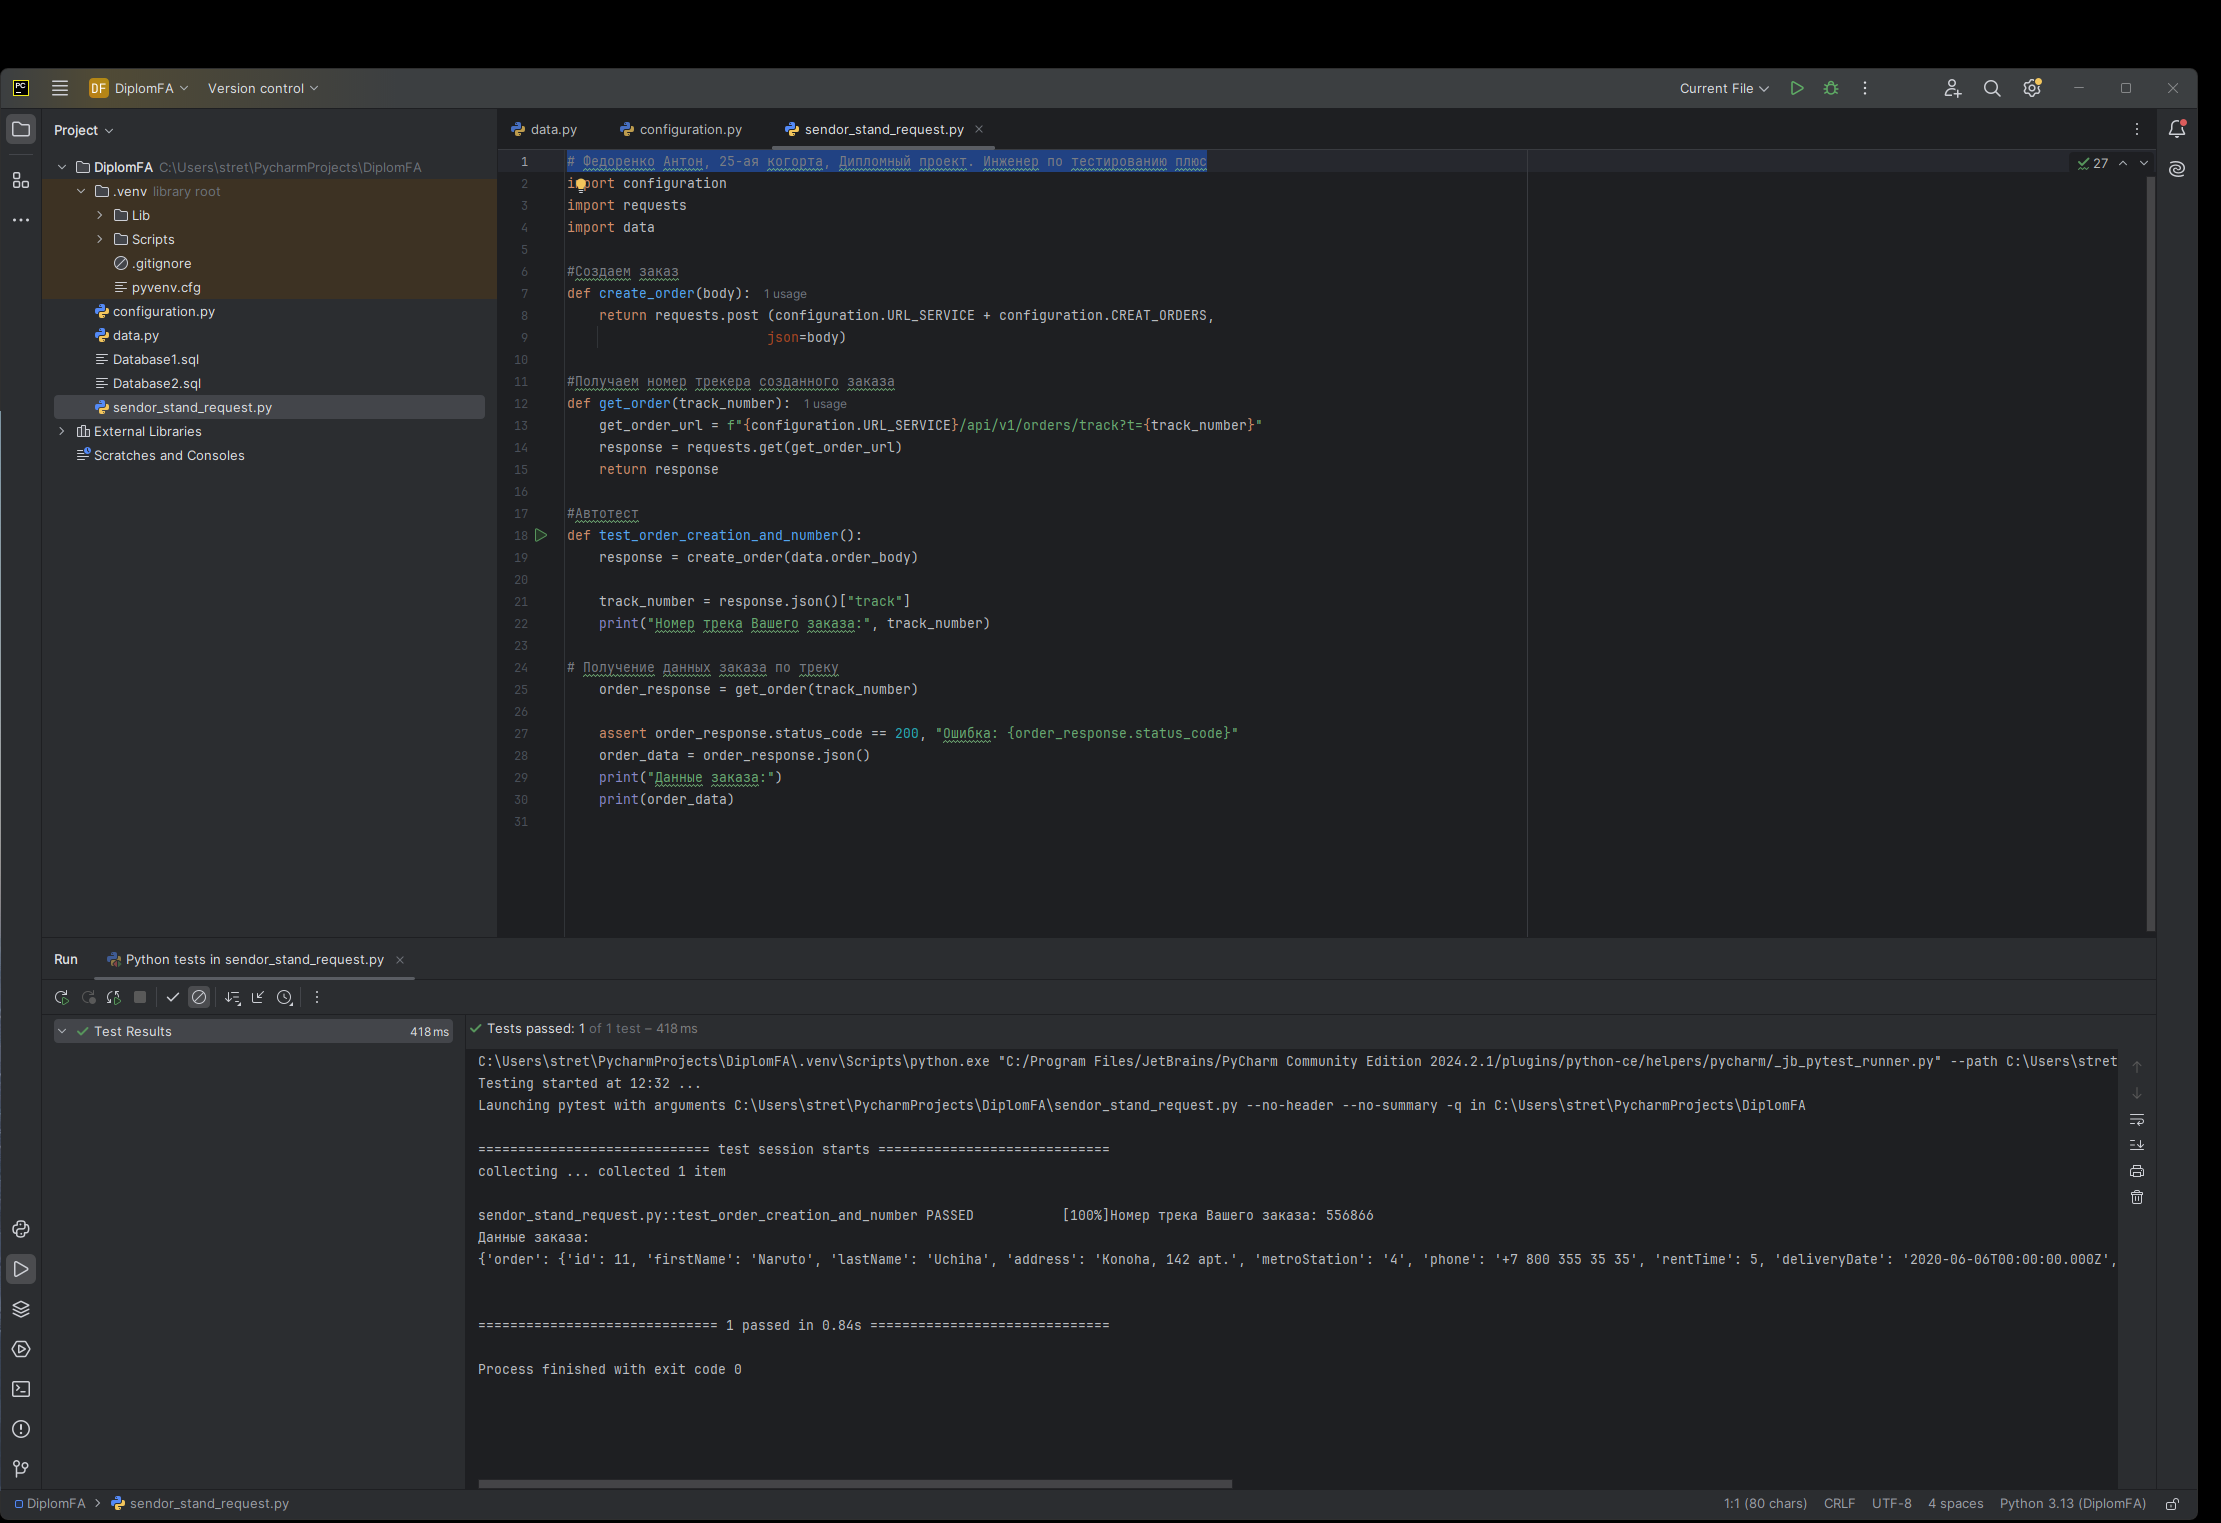 PC
DF DiplomFA Version control Current File
Project
data.py configuration.py sendor_stand_request.py
DiplomFA C:\Users\stret\PycharmProjects\DiplomFA
.venv library root
Lib
Scripts
.gitignore
pyvenv.cfg
configuration.py
data.py
Database1.sql
Database2.sql
sendor_stand_request.py
External Libraries
Scratches and Consoles
27
1 # Федоренко Антон, 25-ая когорта, Дипломный проект. Инженер по тестированию плюс
2 import configuration
3 import requests
4 import data
5
6 #Создаем заказ
7 def create_order(body): 1 usage
8 return requests.post (configuration.URL_SERVICE + configuration.CREAT_ORDERS,
9 json=body)
10
11 #Получаем номер трекера созданного заказа
12 def get_order(track_number): 1 usage
13 get_order_url = f"{configuration.URL_SERVICE}/api/v1/orders/track?t={track_number}"
14 response = requests.get(get_order_url)
15 return response
16
17 #Автотест
18 def test_order_creation_and_number():
19 response = create_order(data.order_body)
20
21 track_number = response.json()["track"]
22 print("Номер трека Вашего заказа:", track_number)
23
24 # Получение данных заказа по треку
25 order_response = get_order(track_number)
26
27 assert order_response.status_code == 200, "Ошибка: {order_response.status_code}"
28 order_data = order_response.json()
29 print("Данные заказа:")
30 print(order_data)
31
Run Python tests in sendor_stand_request.py
Test Results 418 ms
Tests passed: 1 of 1 test – 418 ms
C:\Users\stret\PycharmProjects\DiplomFA\.venv\Scripts\python.exe "C:/Program Files/JetBrains/PyCharm Community Edition 2024.2.1/plugins/python-ce/helpers/pycharm/_jb_pytest_runner.py" --path C:\Users\stret
Testing started at 12:32 ...
Launching pytest with arguments C:\Users\stret\PycharmProjects\DiplomFA\sendor_stand_request.py --no-header --no-summary -q in C:\Users\stret\PycharmProjects\DiplomFA
============================= test session starts =============================
collecting ... collected 1 item
sendor_stand_request.py::test_order_creation_and_number PASSED [100%]Номер трека Вашего заказа: 556866
Данные заказа:
{'order': {'id': 11, 'firstName': 'Naruto', 'lastName': 'Uchiha', 'address': 'Konoha, 142 apt.', 'metroStation': '4', 'phone': '+7 800 355 35 35', 'rentTime': 5, 'deliveryDate': '2020-06-06T00:00:00.000Z',
============================== 1 passed in 0.84s ==============================
Process finished with exit code 0
DiplomFA sendor_stand_request.py 1:1 (80 chars) CRLF UTF-8 4 spaces Python 3.13 (DiplomFA)